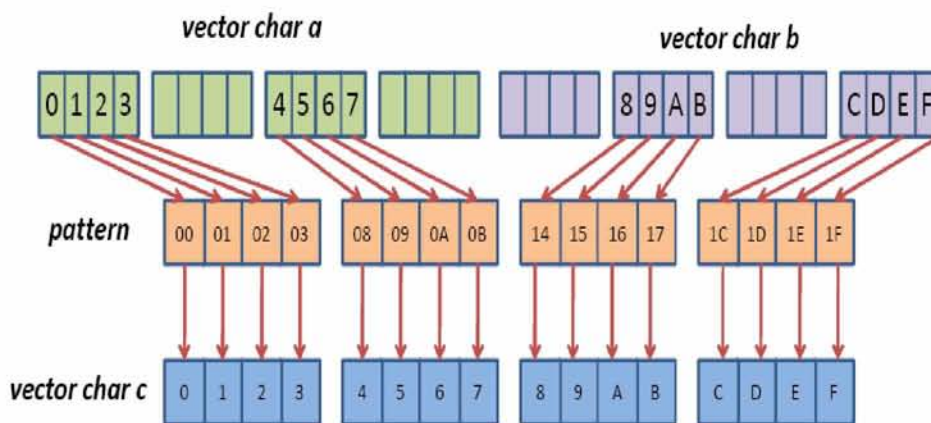 vector char a
vector char b
0 1 2 3 4 5 6 7 8 9 A B C D E F
pattern 00 01 02 03 08 09 0A 0B 14 15 16 17 1C 1D 1E 1F
vector char c 0 1 2 3 4 5 6 7 8 9 A B C D E F